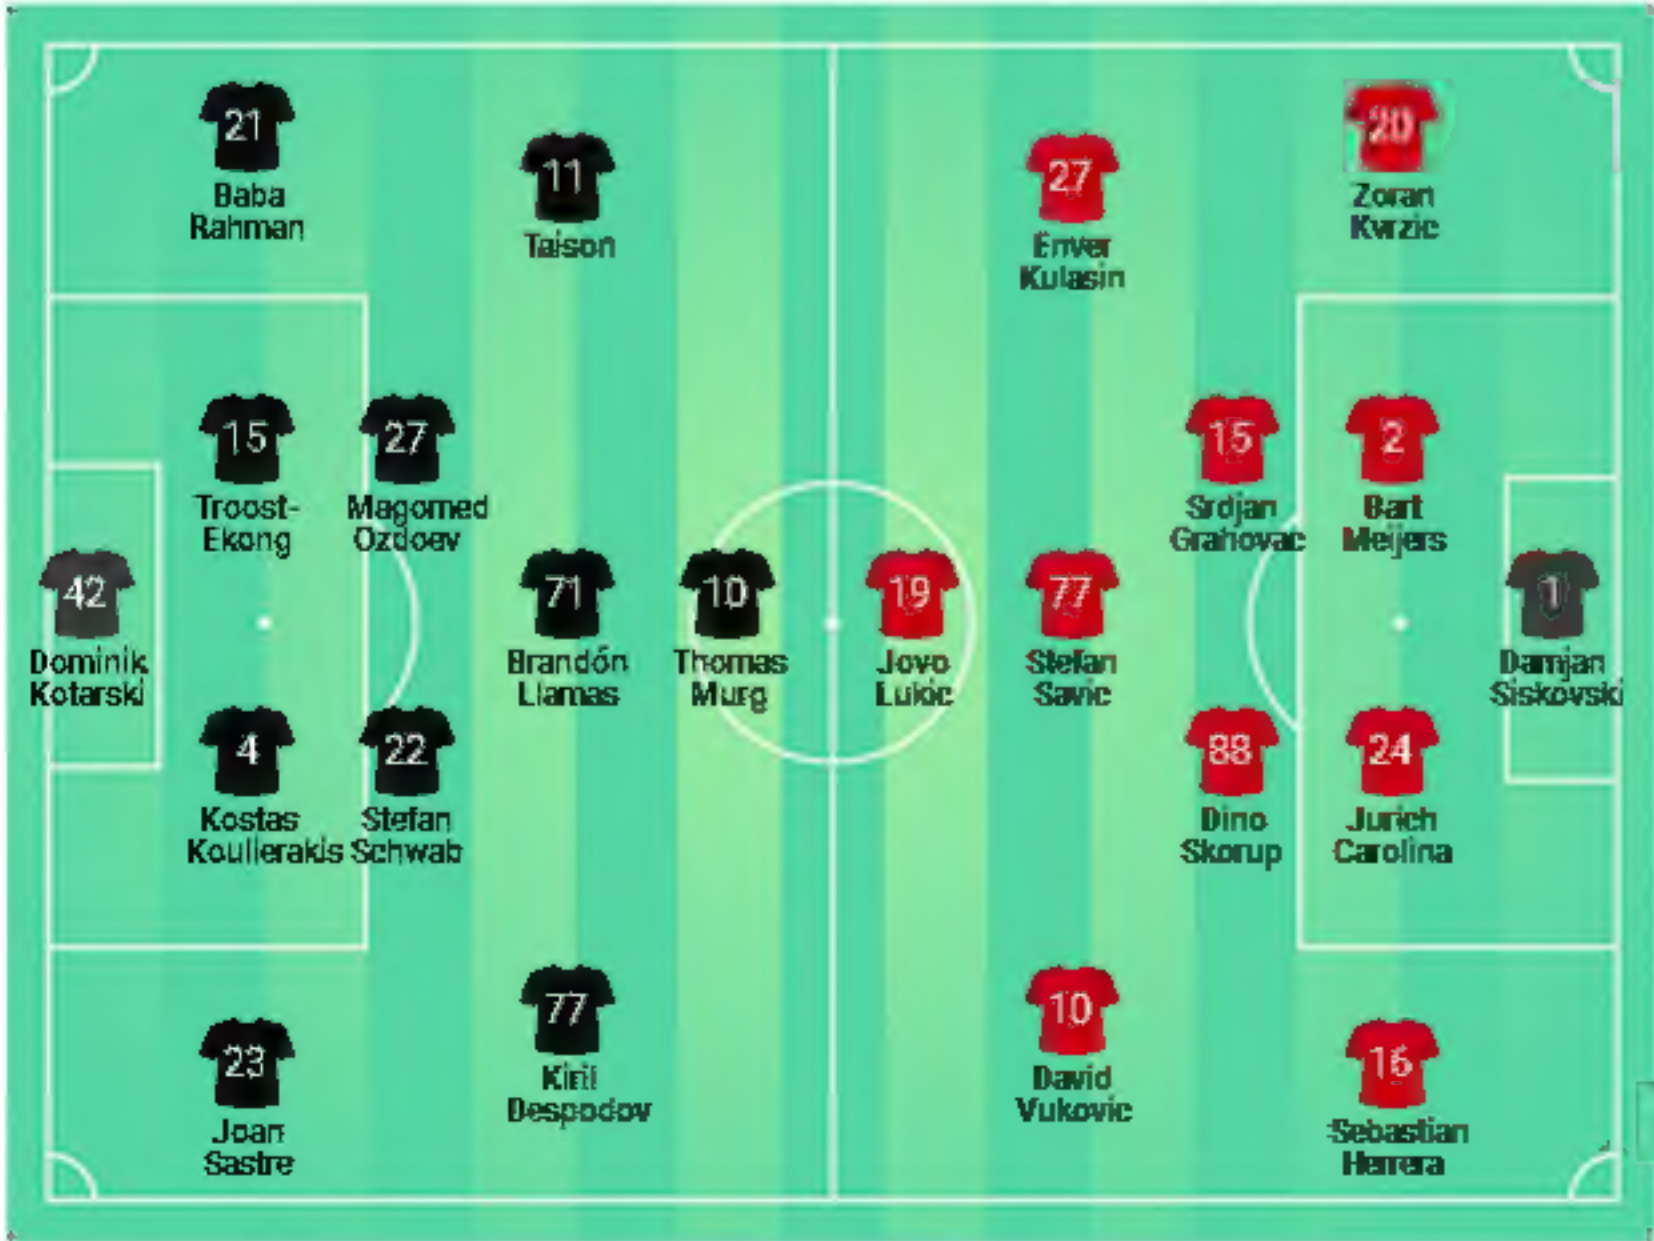 21
Baba
Rahman
11
Taison
27
Enver
Kulasin
20
Zoran
Kvrzic
15
Troost-
Ekong
27
Magomed
Ozdoev
15
Srdjan
Grahovac
2
Bart
Meijers
42
Dominik
Kotarski
71
Brandón
Llamas
10
Thomas
Murg
19
Jovo
Lukic
77
Stefan
Savic
1
Damjan
Siskovski
4
Kostas
Koulierakis
22
Stefan
Schwab
88
Dino
Skorup
24
Jurich
Carolina
23
Joan
Sastre
77
Kiril
Despodov
10
David
Vukovic
16
Sebastian
Herrera